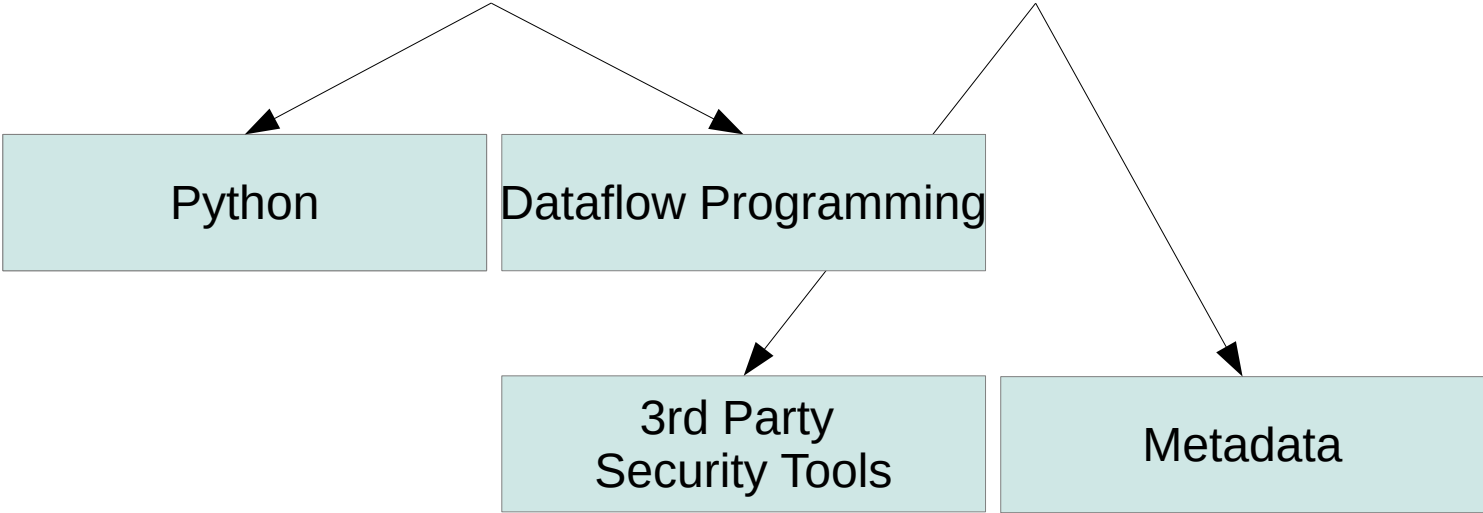 Python
Dataflow Programming
3rd Party
Security Tools
Metadata